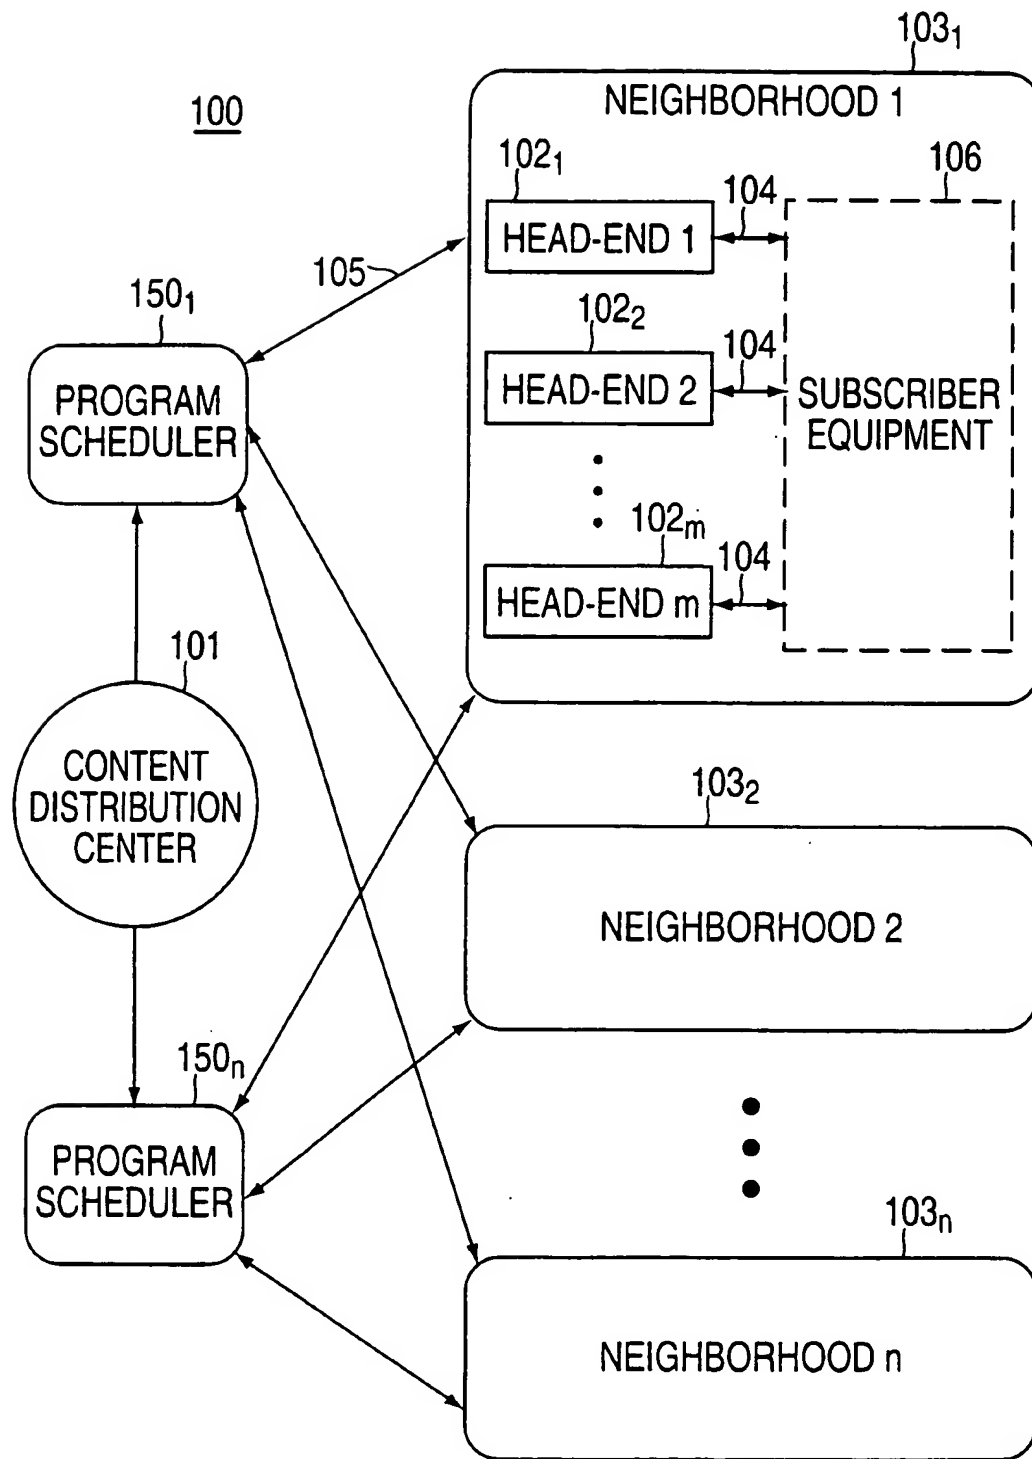 100
103₁
NEIGHBORHOOD 1
102₁
HEAD-END 1
104
106
105
150₁
PROGRAM
SCHEDULER
102₂
HEAD-END 2
104
SUBSCRIBER
EQUIPMENT
102m
HEAD-END m
104
101
CONTENT
DISTRIBUTION
CENTER
103₂
NEIGHBORHOOD 2
150n
PROGRAM
SCHEDULER
103n
NEIGHBORHOOD n